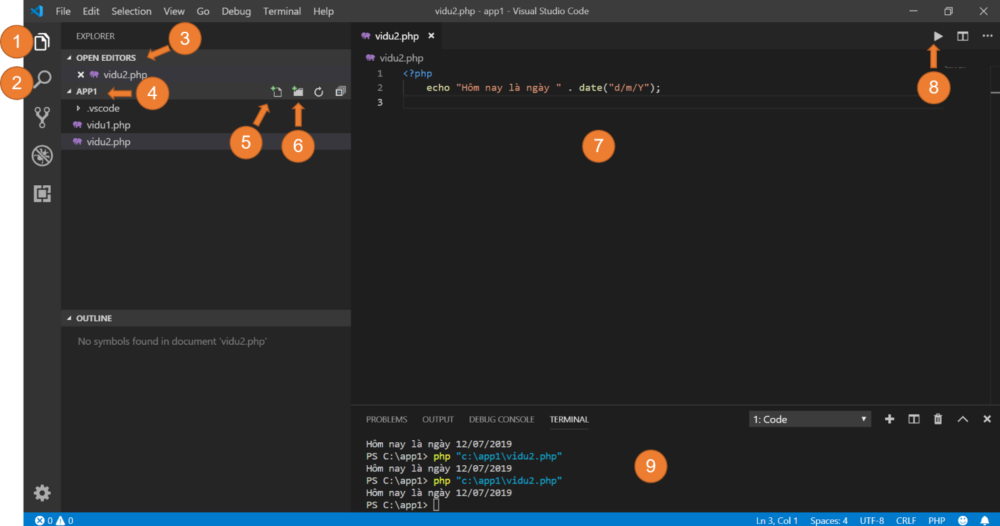 File Edit Selection View Go Debug Terminal Help
vidu2.php - app1 - Visual Studio Code
1
2
3
4
5
6
7
8
9
EXPLORER
OPEN EDITORS
vidu2.php
APP1
.vscode
vidu1.php
vidu2.php
OUTLINE
No symbols found in document 'vidu2.php'
vidu2.php
vidu2.php
1 <?php
2 echo "Hôm nay là ngày " . date("d/m/Y");
3
PROBLEMS OUTPUT DEBUG CONSOLE TERMINAL
1: Code
Hôm nay là ngày 12/07/2019
PS C:\app1> php "c:\app1\vidu2.php"
Hôm nay là ngày 12/07/2019
PS C:\app1> php "c:\app1\vidu2.php"
Hôm nay là ngày 12/07/2019
PS C:\app1>
0 0
Ln 3, Col 1 Spaces: 4 UTF-8 CRLF PHP